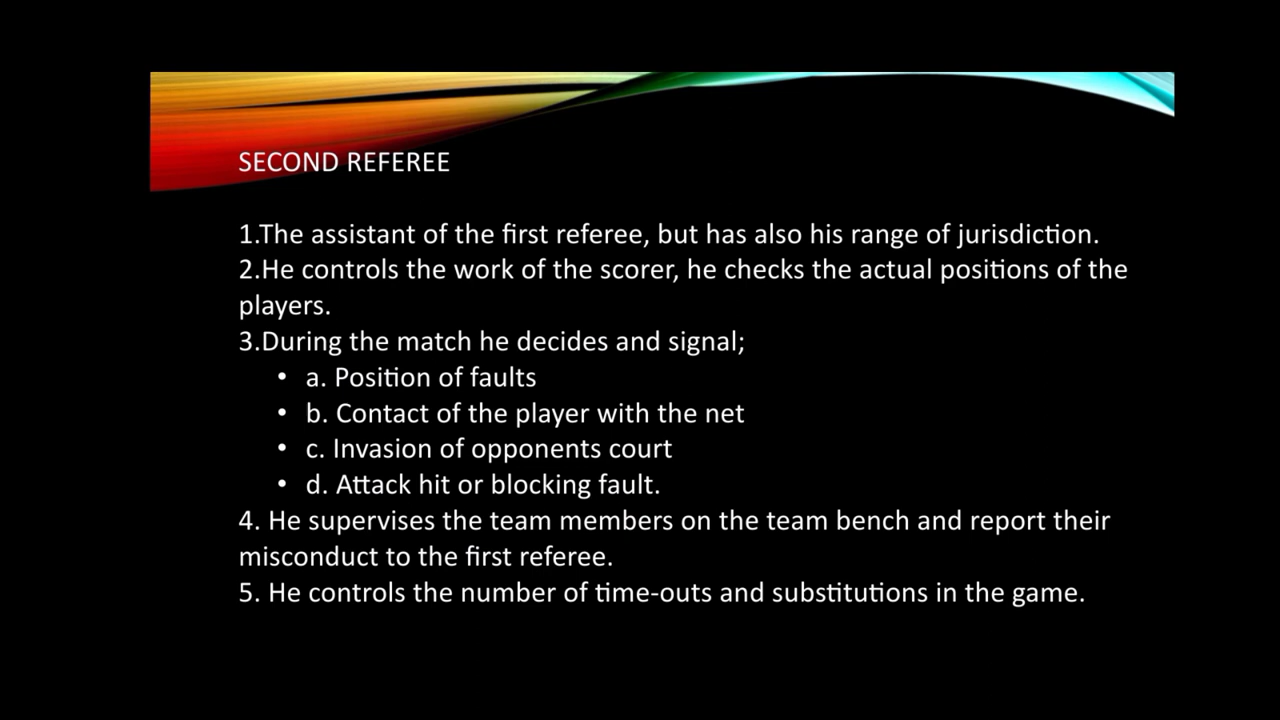 SECOND REFEREE
1.The assistant of the first referee, but has also his range of jurisdiction.
2.He controls the work of the scorer, he checks the actual positions of the
players.
3.During the match he decides and signal;
• a. Position of faults
• b. Contact of the player with the net
• c. Invasion of opponents court
• d. Attack hit or blocking fault.
4. He supervises the team members on the team bench and report their
misconduct to the first referee.
5. He controls the number of time-outs and substitutions in the game.